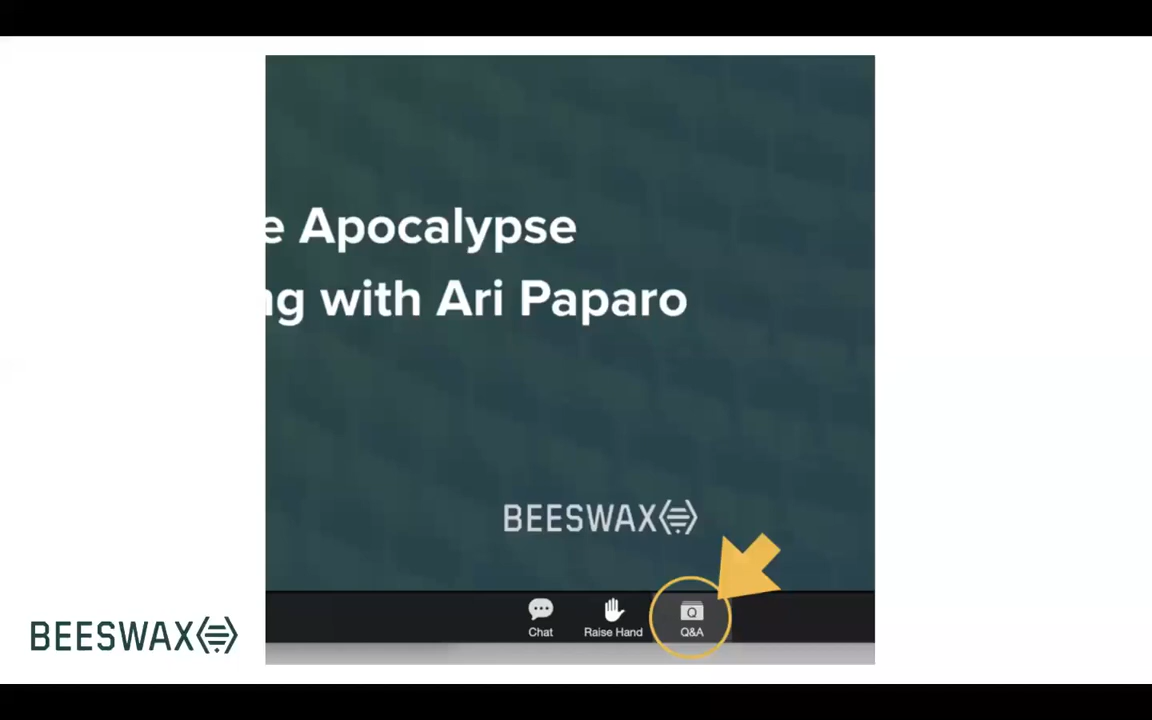 e Apocalypse
ng with Ari Paparo
BEESWAX
Chat
Raise Hand
Q
Q&A
BEESWAX